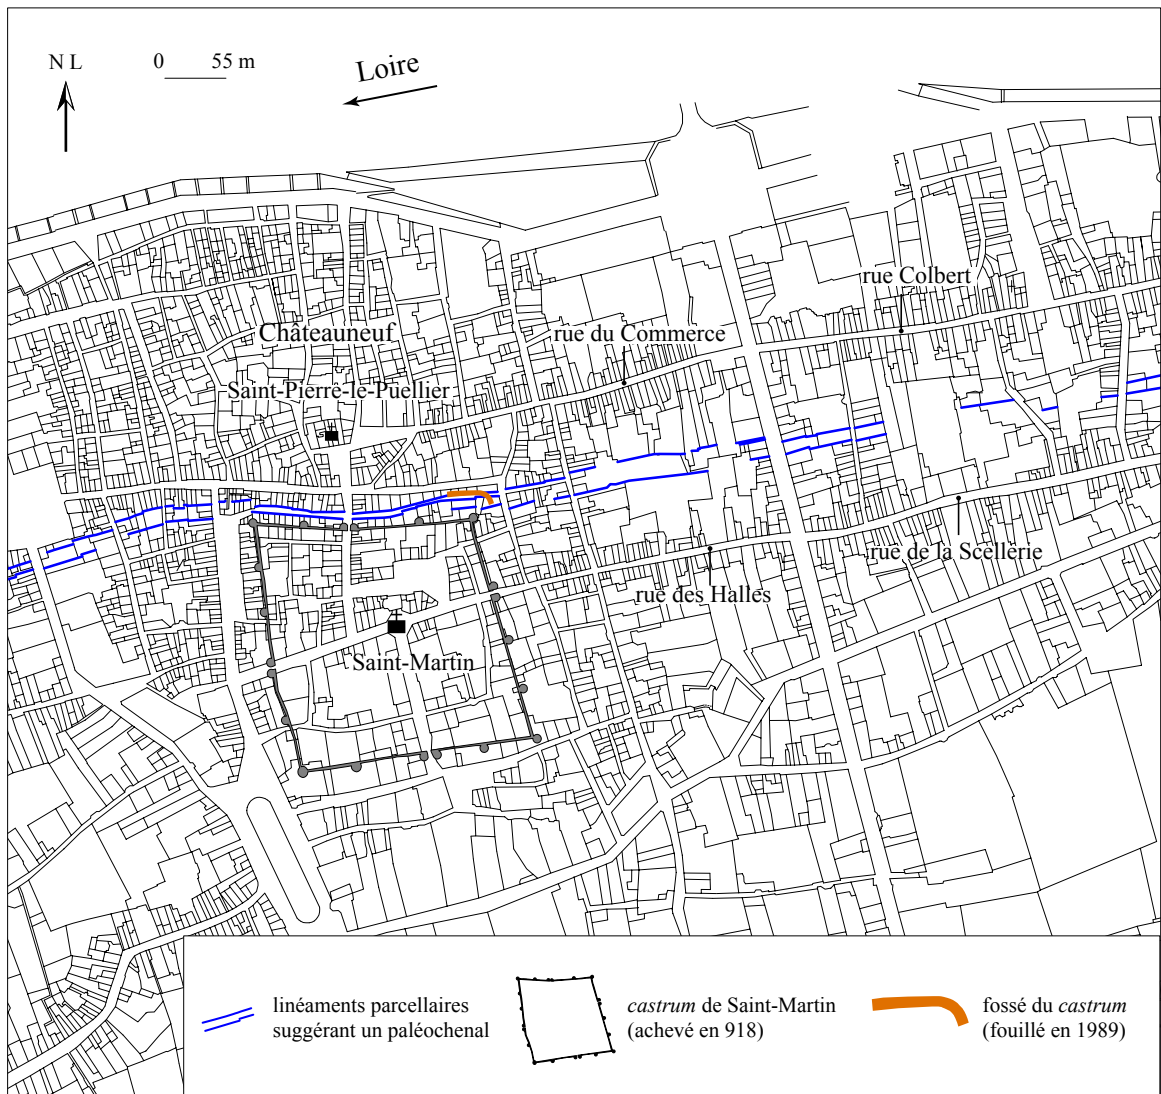 N L
0 55 m
Loire
rue Colbert
Châteauneuf
rue du Commerce
Saint-Pierre-le-Puellier
rue de la Scellerie
rue des Halles
Saint-Martin
linéaments parcellaires
suggérant un paléochenal
castrum de Saint-Martin
(achevé en 918)
fossé du castrum
(fouillé en 1989)